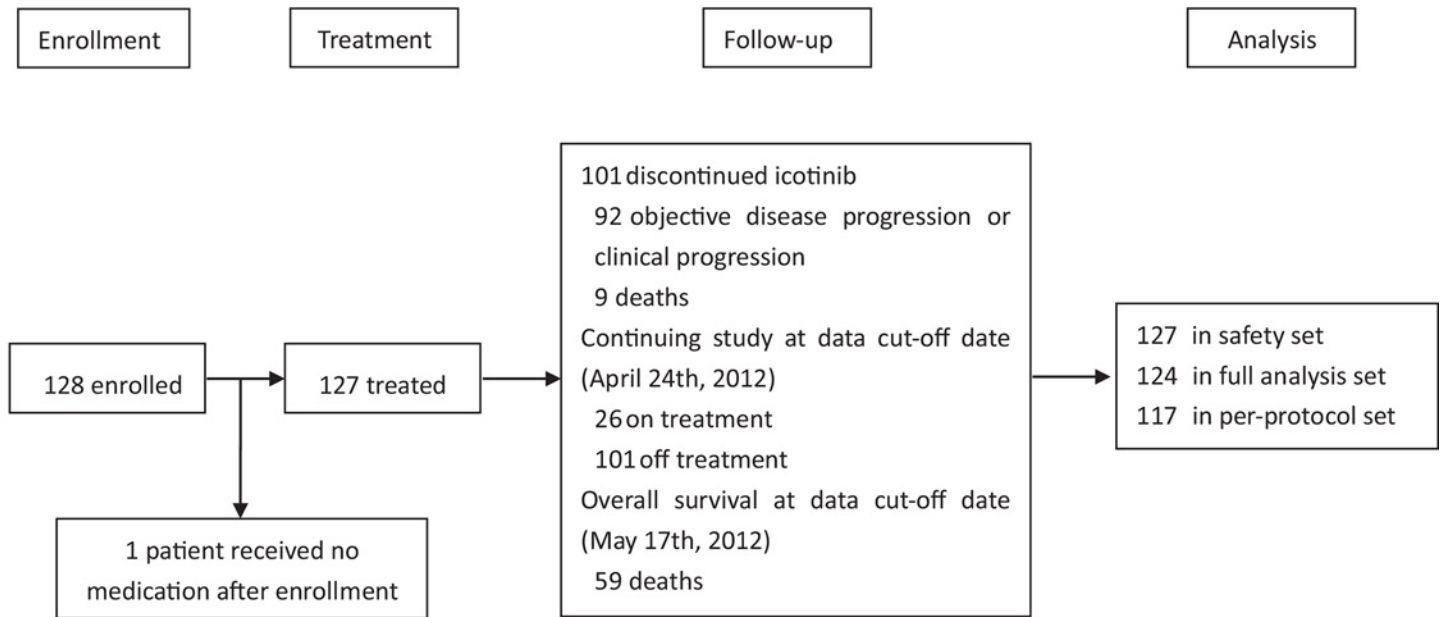 Enrollment
Treatment
Follow-up
Analysis
128 enrolled
1 patient received no
medication after enrollment
127 treated
101 discontinued icotinib
92 objective disease progression or
clinical progression
9 deaths
Continuing study at data cut-off date
(April 24th, 2012)
26 on treatment
101 off treatment
Overall survival at data cut-off date
(May 17th, 2012)
59 deaths
127 in safety set
124 in full analysis set
117 in per-protocol set